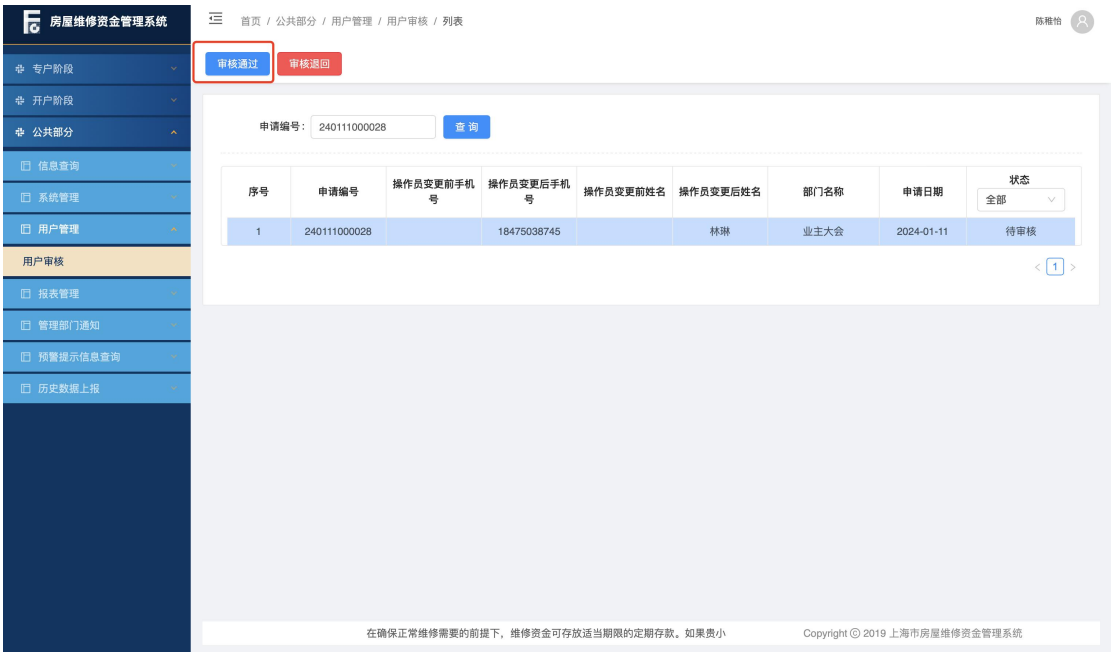 房屋维修资金管理系统
首页 / 公共部分 / 用户管理 / 用户审核 / 列表
陈稚怡
专户阶段
开户阶段
公共部分
信息查询
系统管理
用户管理
用户审核
报表管理
管理部门通知
预警提示信息查询
历史数据上报
审核通过 审核退回
申请编号： 240111000028 查 询
序号 申请编号 操作员变更前手机号 操作员变更后手机号 操作员变更前姓名 操作员变更后姓名 部门名称 申请日期 状态
全部
1 240111000028 18475038745 林琳 业主大会 2024-01-11 待审核
< 1 >
在确保正常维修需要的前提下，维修资金可存放适当期限的定期存款。如果贵小
Copyright © 2019 上海市房屋维修资金管理系统